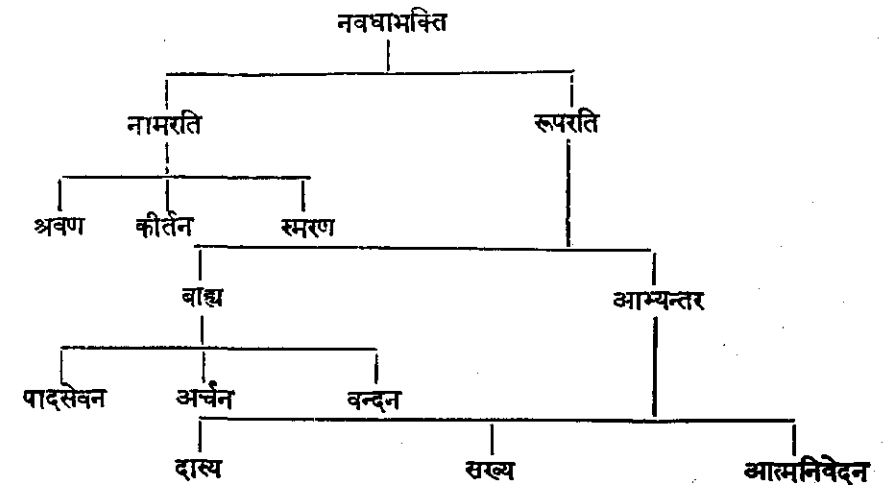 नवधाभक्ति
नामरति रूपरति
श्रवण कीर्तन स्मरण
बाह्य आभ्यन्तर
पादसेवन अर्चन वन्दन
दास्य सख्य आत्मनिवेदन